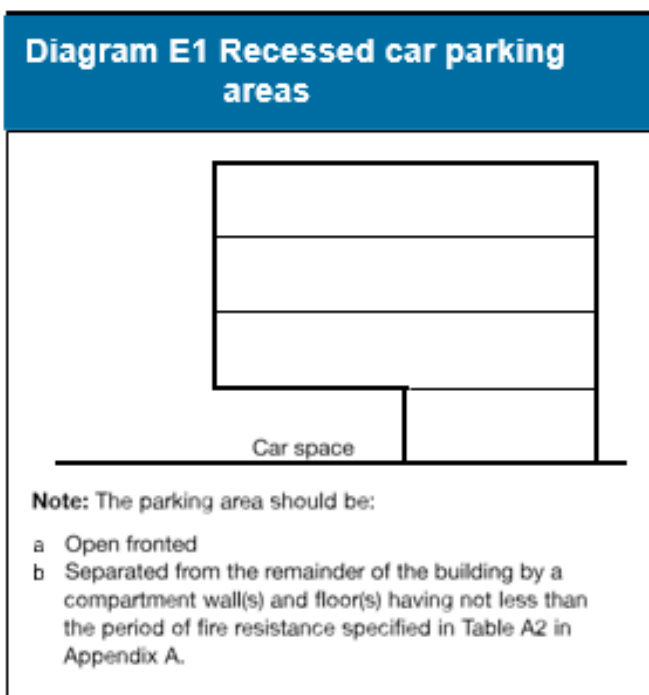 Diagram E1 Recessed car parking
areas
Car space
Note: The parking area should be:
a Open fronted
b Separated from the remainder of the building by a
compartment wall(s) and floor(s) having not less than
the period of fire resistance specified in Table A2 in
Appendix A.